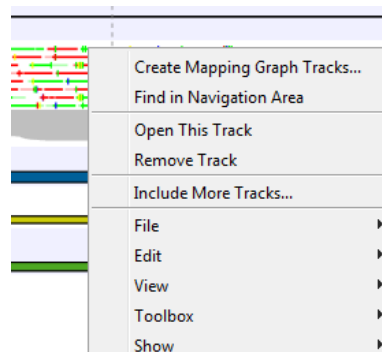 Create Mapping Graph Tracks...
Find in Navigation Area
Open This Track
Remove Track
Include More Tracks...
File
Edit
View
Toolbox
Show